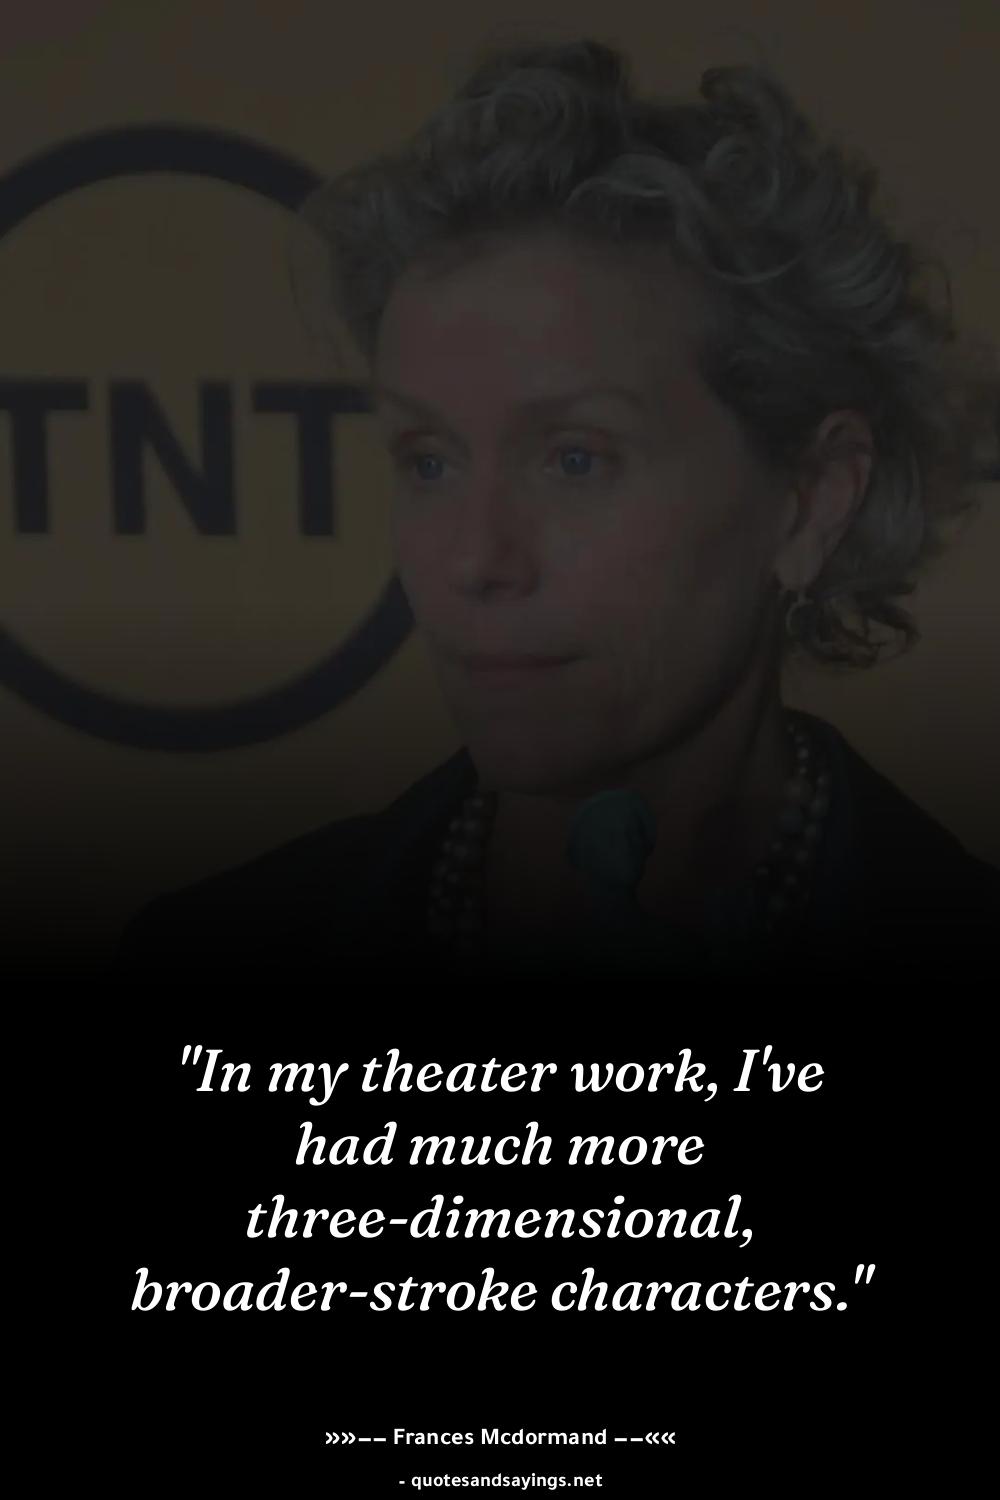 TNT
"In my theater work, I've
had much more
three-dimensional,
broader-stroke characters."
»»–– Frances Mcdormand ––««
- quotesandsayings.net